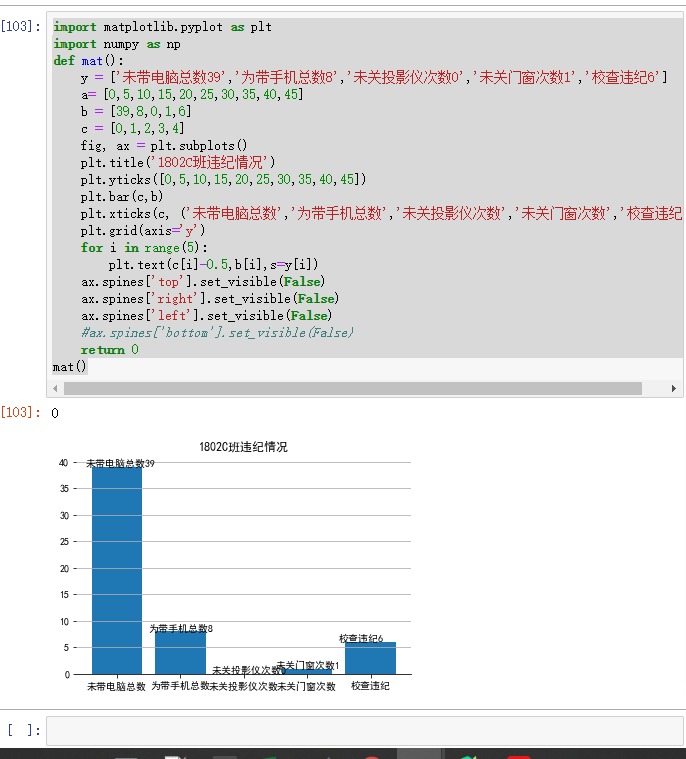 [103]: import matplotlib.pyplot as plt
import numpy as np
def mat():
    y = ['未带电脑总数39','为带手机总数8','未关投影仪次数0','未关门窗次数1','校查违纪6']
    a= [0,5,10,15,20,25,30,35,40,45]
    b = [39,8,0,1,6]
    c = [0,1,2,3,4]
    fig, ax = plt.subplots()
    plt.title('1802C班违纪情况')
    plt.yticks([0,5,10,15,20,25,30,35,40,45])
    plt.bar(c,b)
    plt.xticks(c, ('未带电脑总数','为带手机总数','未关投影仪次数','未关门窗次数','校查违纪
    plt.grid(axis='y')
    for i in range(5):
        plt.text(c[i]-0.5,b[i],s=y[i])
    ax.spines['top'].set_visible(False)
    ax.spines['right'].set_visible(False)
    ax.spines['left'].set_visible(False)
    #ax.spines['bottom'].set_visible(False)
    return 0
mat()
[103]: 0
1802C班违纪情况
40
未带电脑总数39
35
30
25
20
15
10
为带手机总数8
5
校查违纪6
未关门窗次数1
未关投影仪次数0
0
未带电脑总数 为带手机总数 未关投影仪次数 未关门窗次数 校查违纪
[ ]: